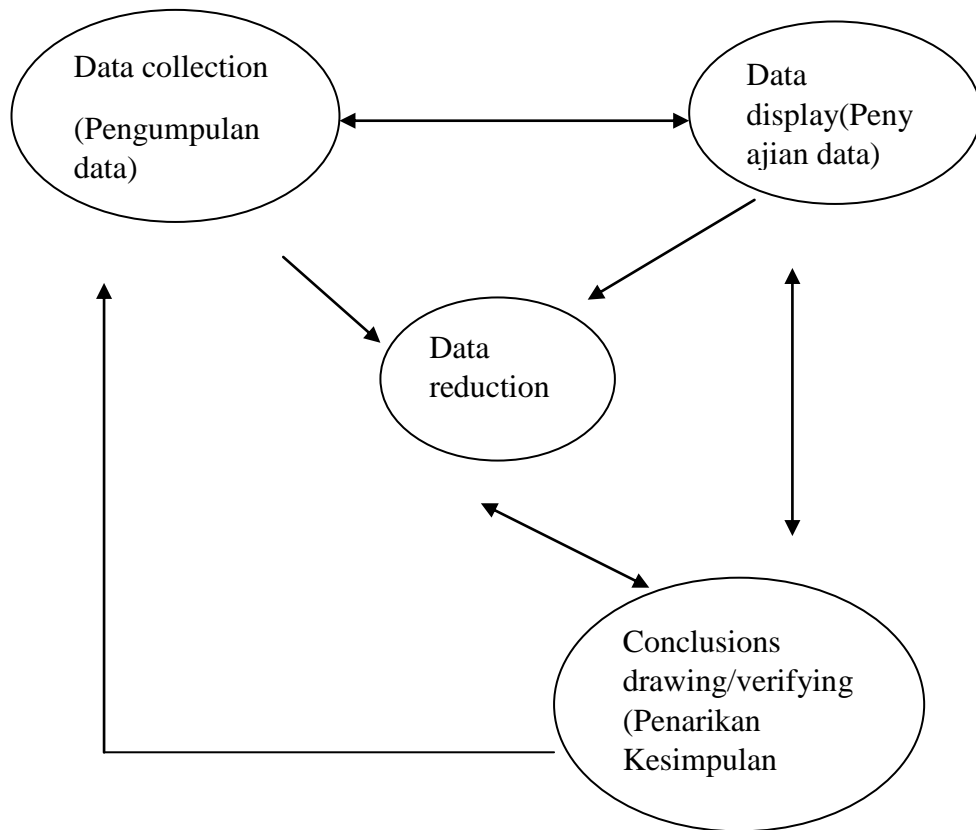 Data collection
(Pengumpulan
data)
Data
display(Peny
ajian data)
Data
reduction
Conclusions
drawing/verifying
(Penarikan
Kesimpulan